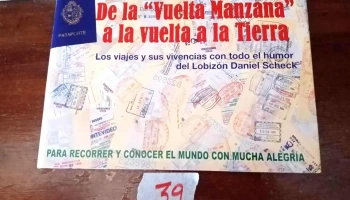 De la "Vuelta Manzana"
a la vuelta a la Tierra
PASAPORTE
Los viajes y sus vivencias con todo el humor
del Lobizón Daniel Scheck
PARA RECORRER Y CONOCER EL MUNDO CON MUCHA ALEGRIA
39